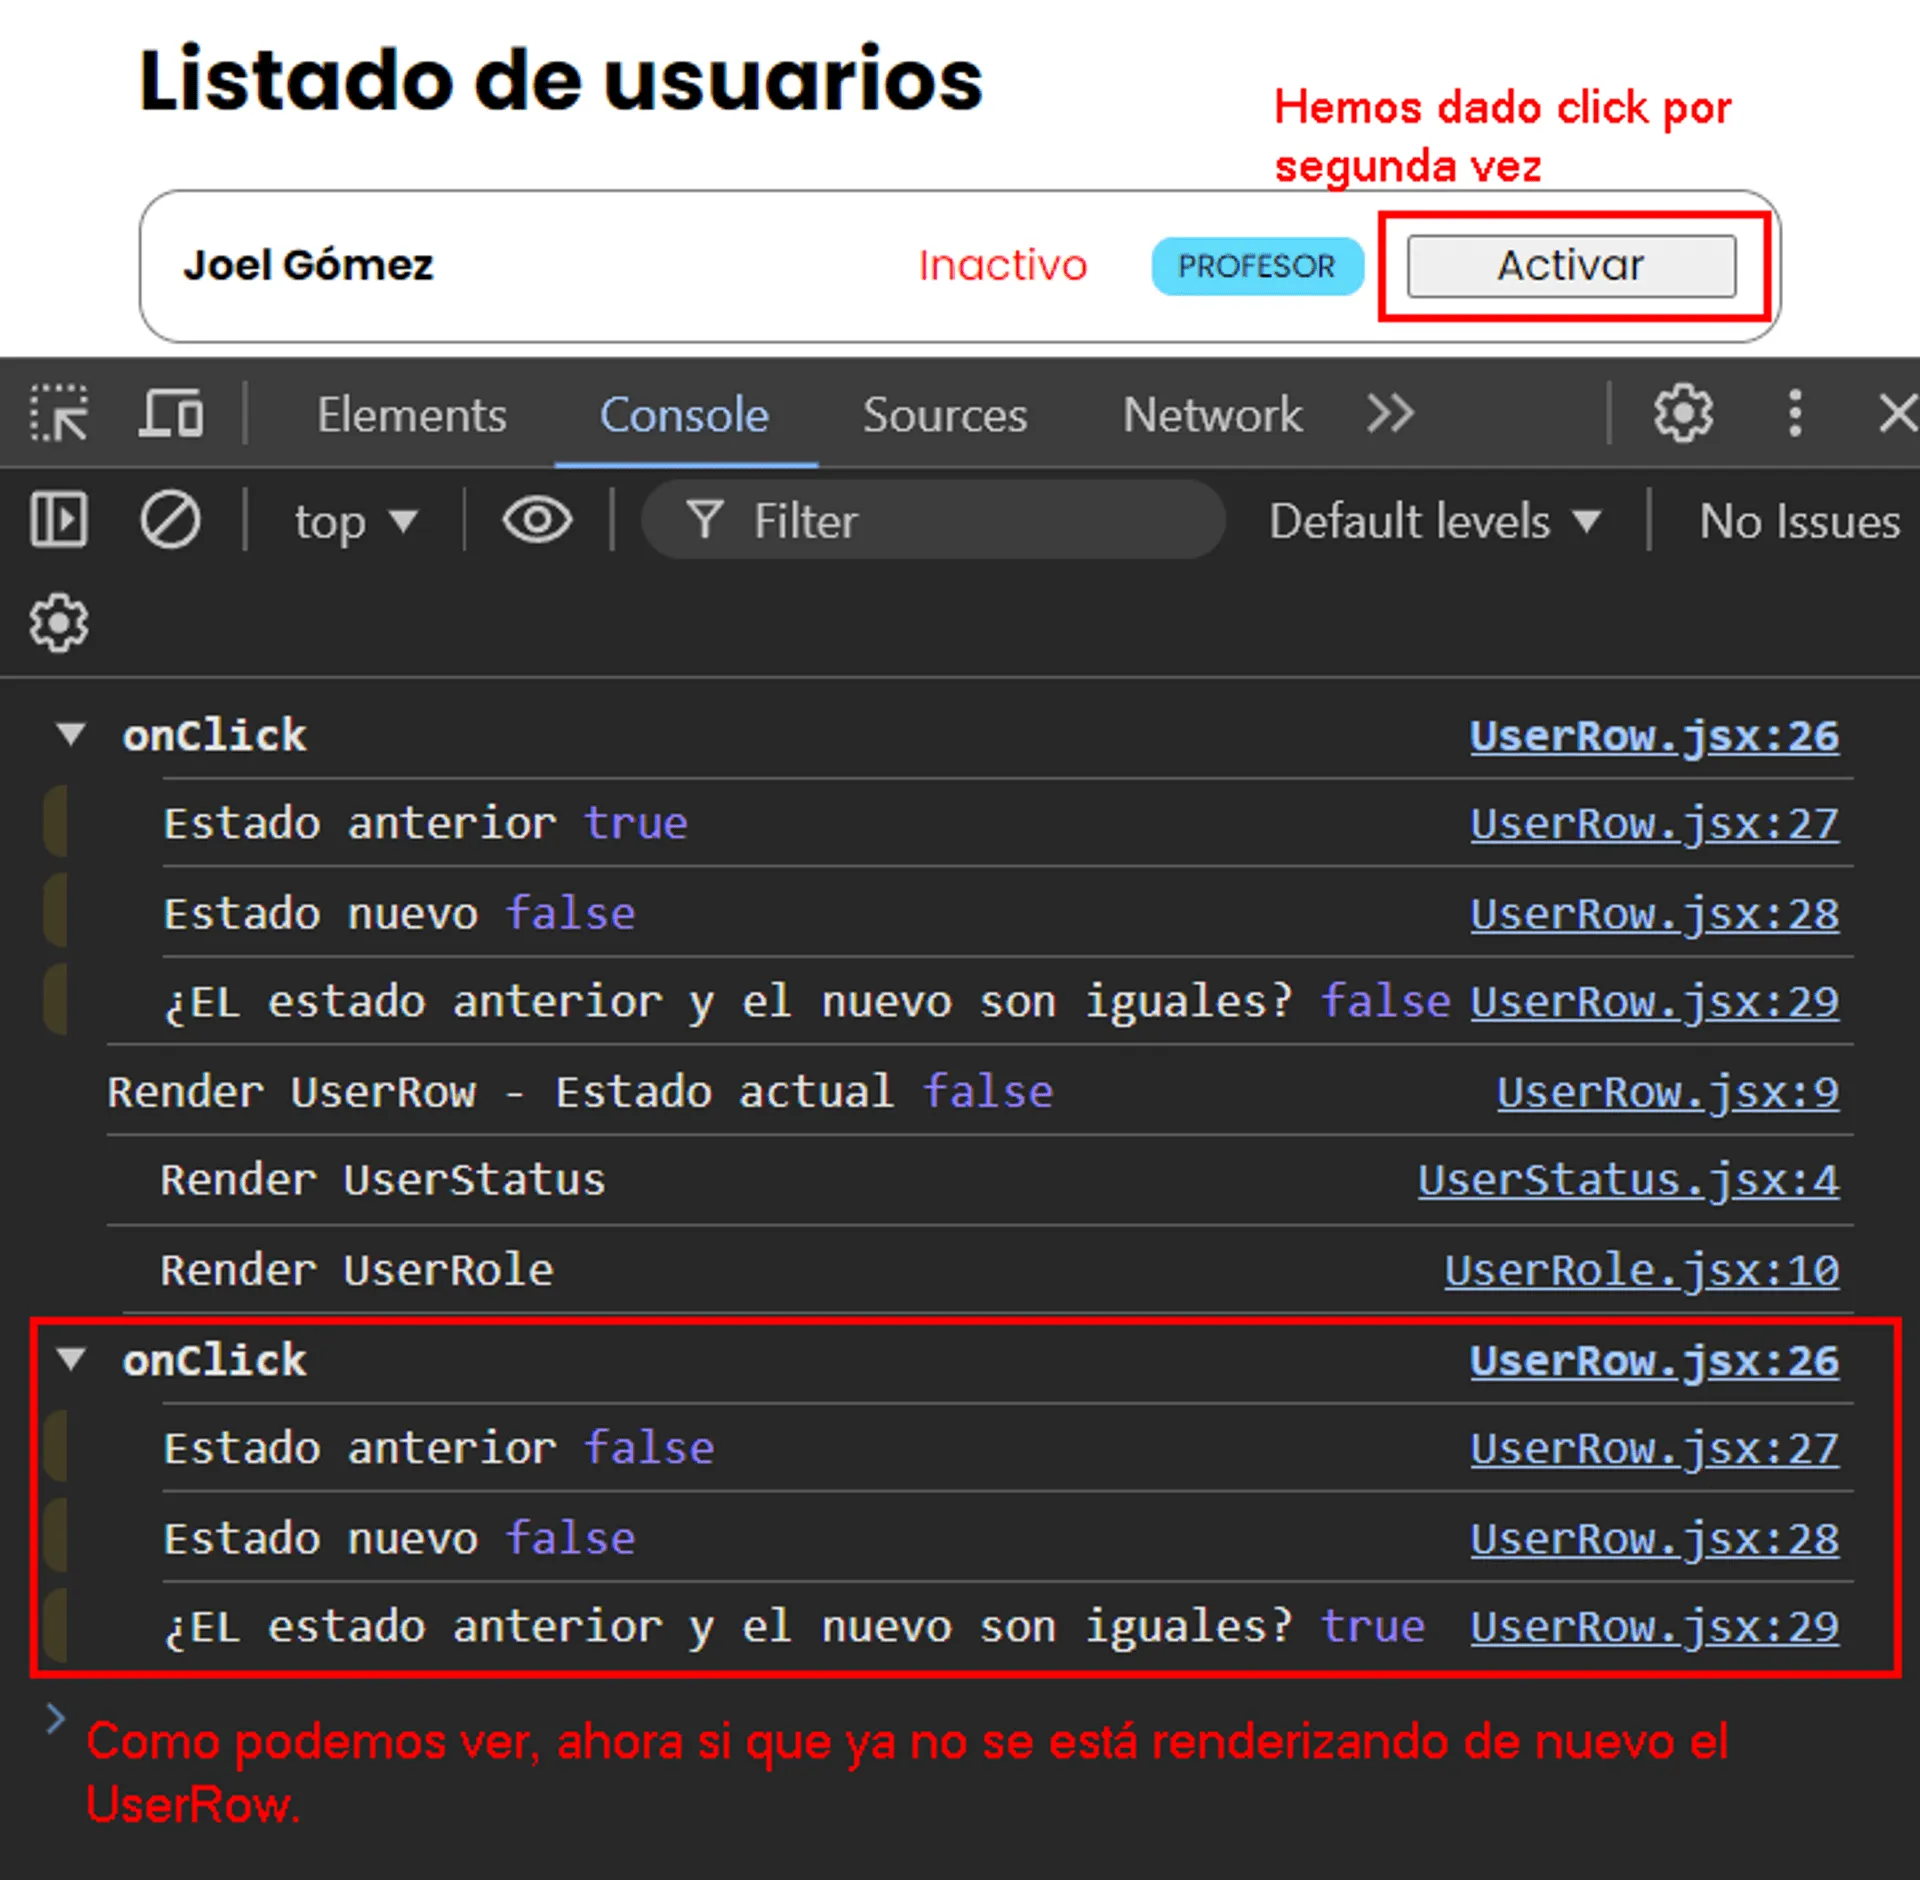 Listado de usuarios
Hemos dado click por
segunda vez
Joel Gómez
Inactivo
PROFESOR
Activar
Elements
Console
Sources
Network
top
Filter
Default levels
No Issues
onClick UserRow.jsx:26
Estado anterior true UserRow.jsx:27
Estado nuevo false UserRow.jsx:28
¿EL estado anterior y el nuevo son iguales? false UserRow.jsx:29
Render UserRow - Estado actual false UserRow.jsx:9
Render UserStatus UserStatus.jsx:4
Render UserRole UserRole.jsx:10
onClick UserRow.jsx:26
Estado anterior false UserRow.jsx:27
Estado nuevo false UserRow.jsx:28
¿EL estado anterior y el nuevo son iguales? true UserRow.jsx:29
Como podemos ver, ahora si que ya no se está renderizando de nuevo el
UserRow.